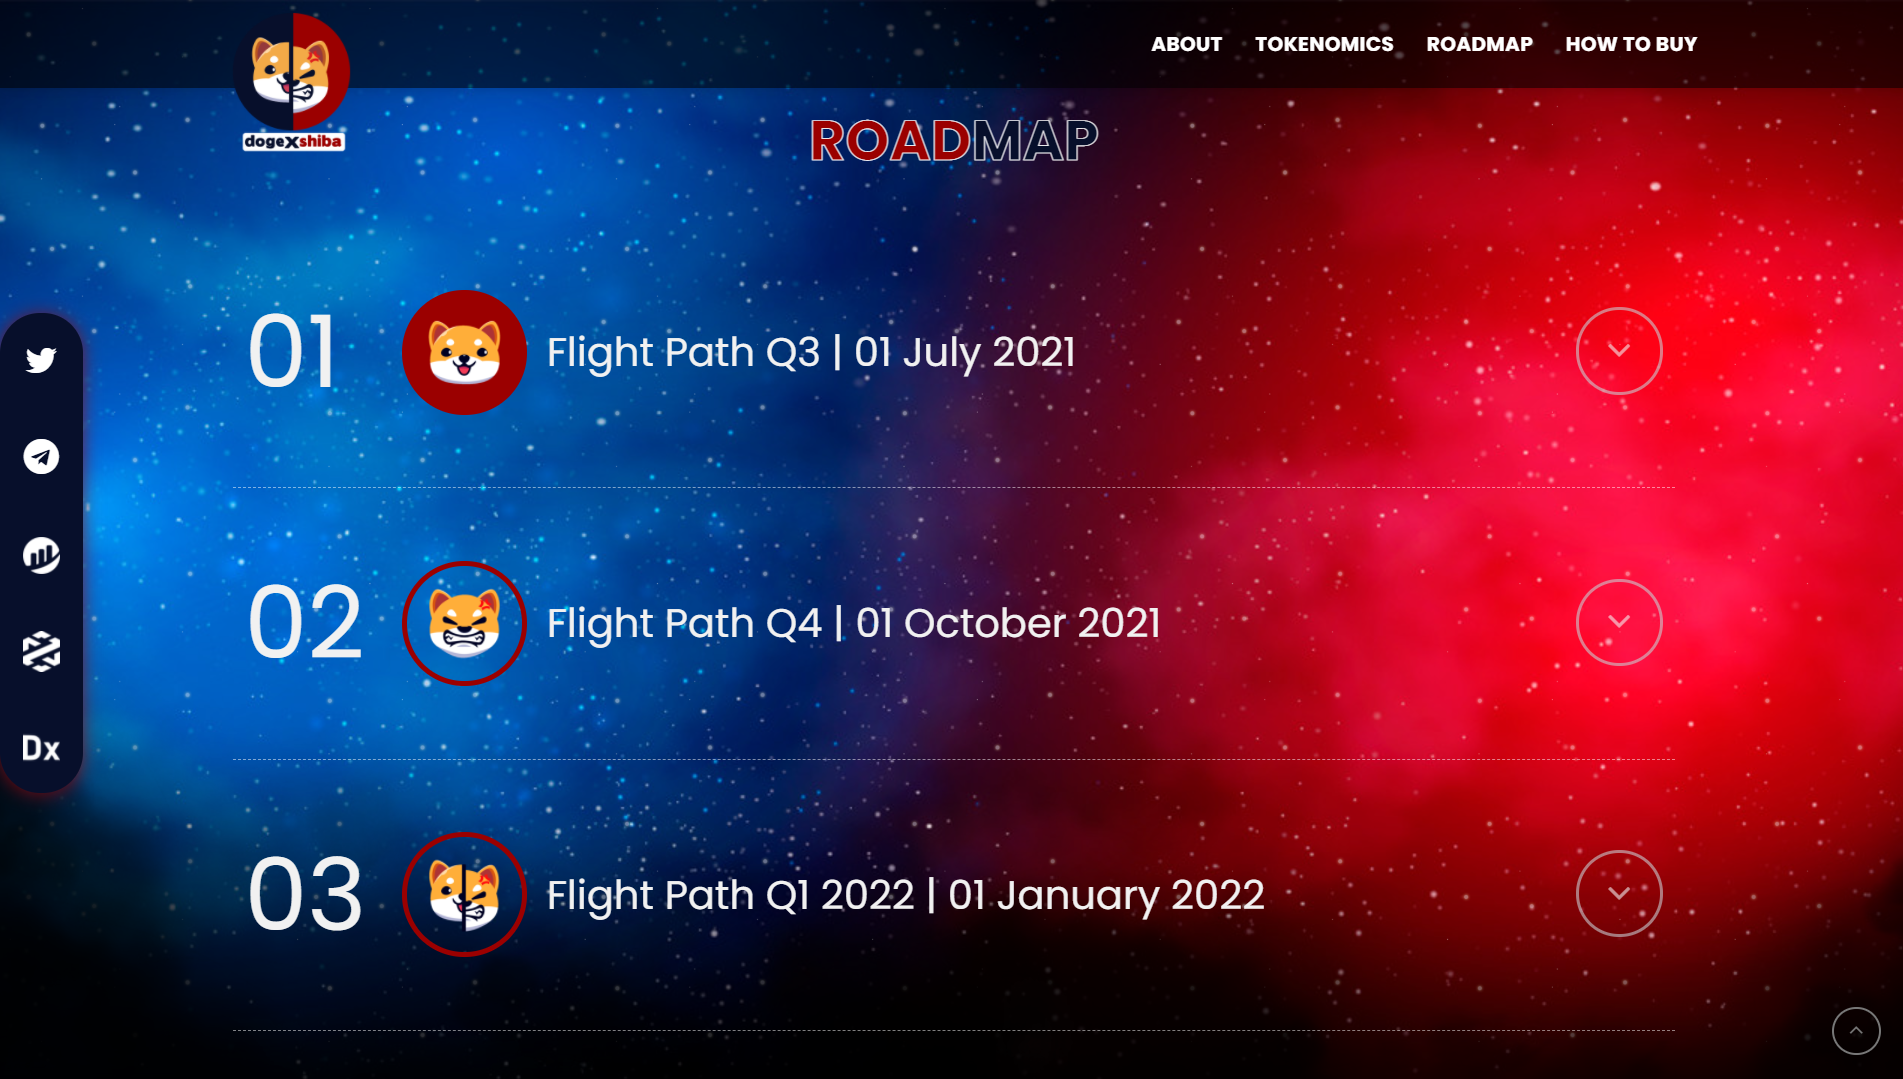 ABOUT TOKENOMICS ROADMAP HOW TO BUY
dogeXshiba
ROADMAP
01 Flight Path Q3 | 01 July 2021
02 Flight Path Q4 | 01 October 2021
Dx
03 Flight Path Q1 2022 | 01 January 2022